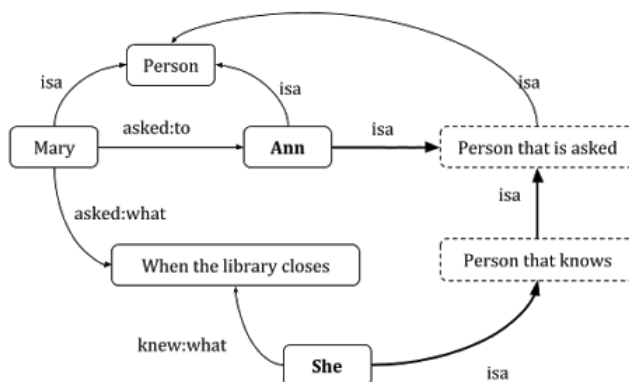 Person
isa
isa
isa
asked:to
isa
Mary
Ann
Person that is asked
asked:what
isa
When the library closes
Person that knows
knew:what
She
isa